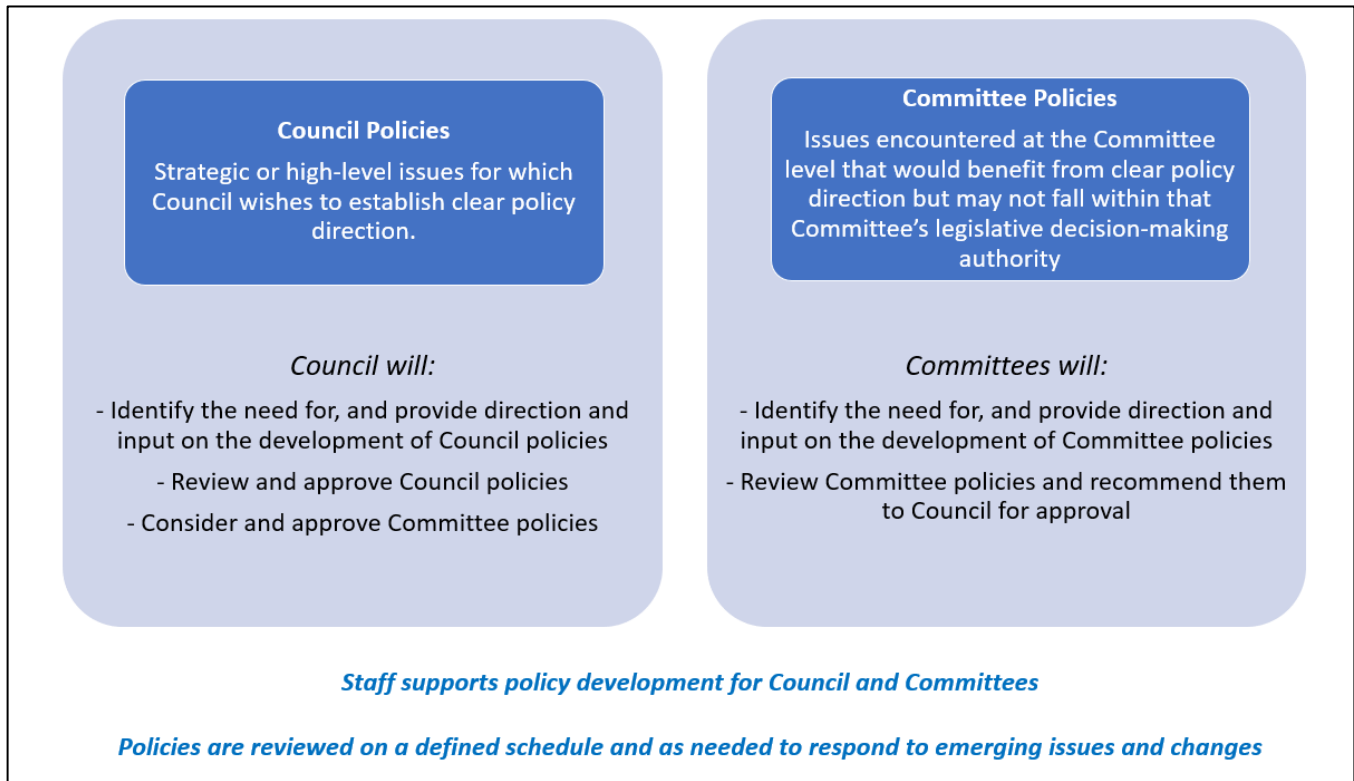 Council Policies
Strategic or high-level issues for which
Council wishes to establish clear policy
direction.
Council will:
- Identify the need for, and provide direction and
input on the development of Council policies
- Review and approve Council policies
- Consider and approve Committee policies
Committee Policies
Issues encountered at the Committee
level that would benefit from clear policy
direction but may not fall within that
Committee’s legislative decision-making
authority
Committees will:
- Identify the need for, and provide direction and
input on the development of Committee policies
- Review Committee policies and recommend them
to Council for approval
Staff supports policy development for Council and Committees
Policies are reviewed on a defined schedule and as needed to respond to emerging issues and changes